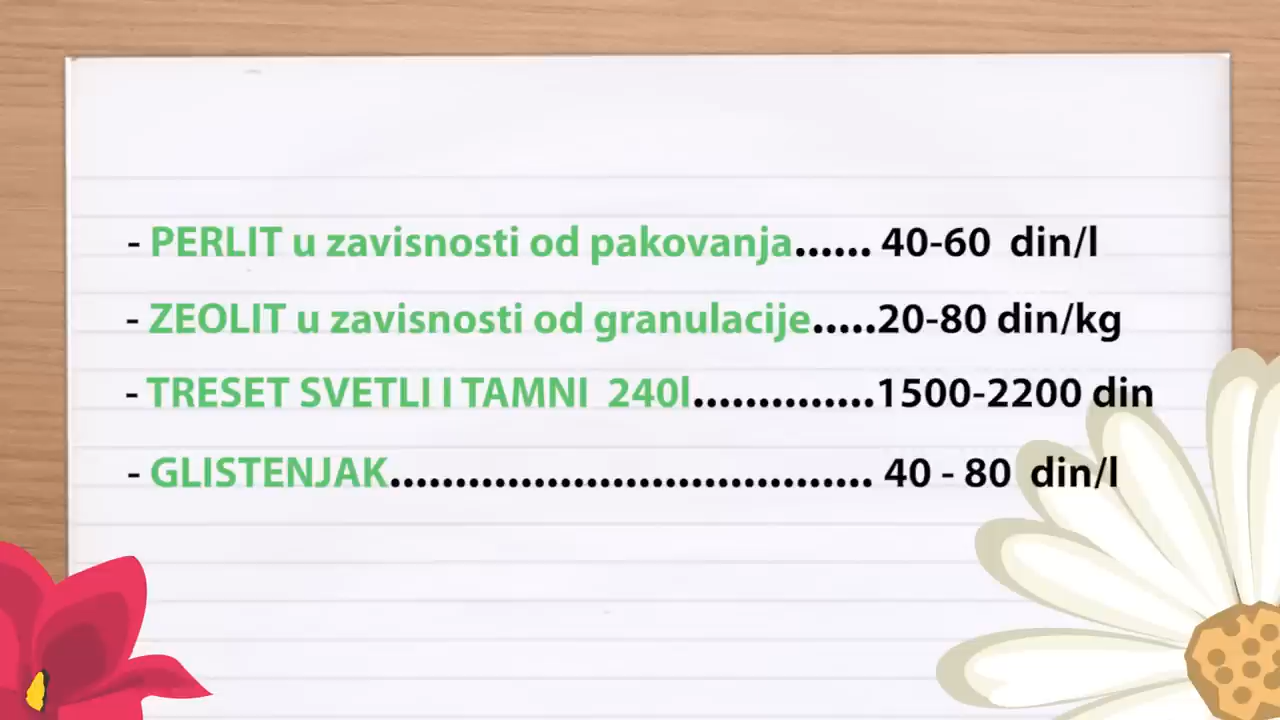 - PERLIT u zavisnosti od pakovanja...... 40-60 din/l
- ZEOLIT u zavisnosti od granulacije.....20-80 din/kg
- TRESET SVETLI I TAMNI 240l..............1500-2200 din
- GLISTENJAK..................................... 40 - 80 din/l